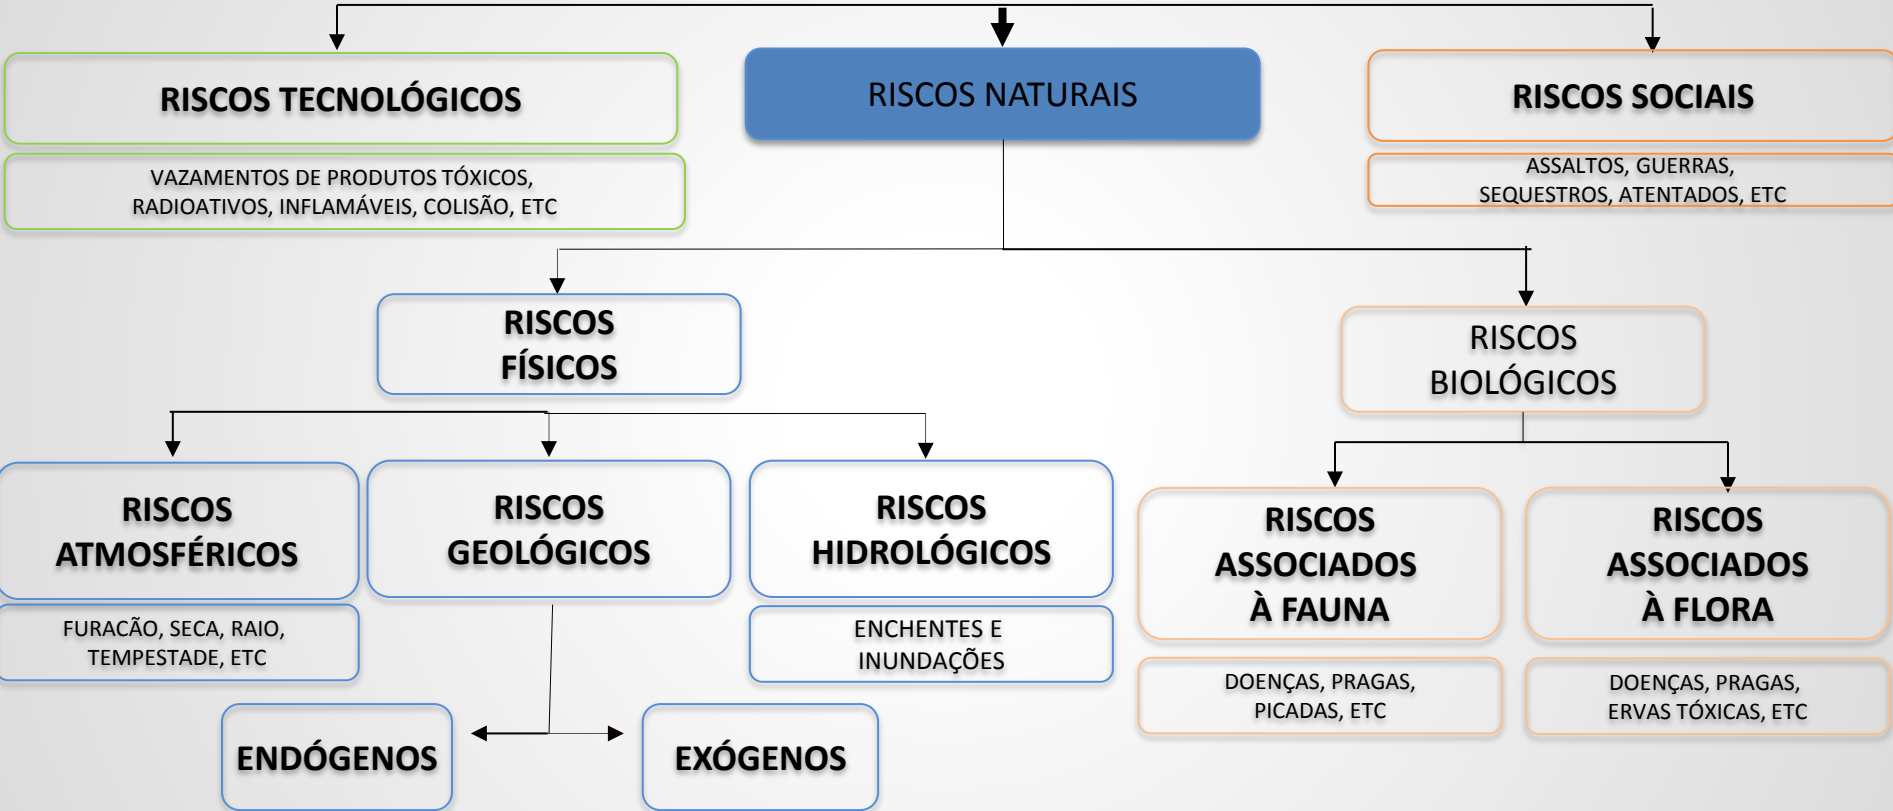 RISCOS TECNOLÓGICOS
RISCOS NATURAIS
RISCOS SOCIAIS
VAZAMENTOS DE PRODUTOS TÓXICOS,
RADIOATIVOS, INFLAMÁVEIS, COLISÃO, ETC
ASSALTOS, GUERRAS,
SEQUESTROS, ATENTADOS, ETC
RISCOS
FÍSICOS
RISCOS
BIOLÓGICOS
RISCOS
ATMOSFÉRICOS
RISCOS
GEOLÓGICOS
RISCOS
HIDROLÓGICOS
RISCOS
ASSOCIADOS
À FAUNA
RISCOS
ASSOCIADOS
À FLORA
FURACÃO, SECA, RAIO,
TEMPESTADE, ETC
ENCHENTES E
INUNDAÇÕES
DOENÇAS, PRAGAS,
PICADAS, ETC
DOENÇAS, PRAGAS,
ERVAS TÓXICAS, ETC
ENDÓGENOS
EXÓGENOS